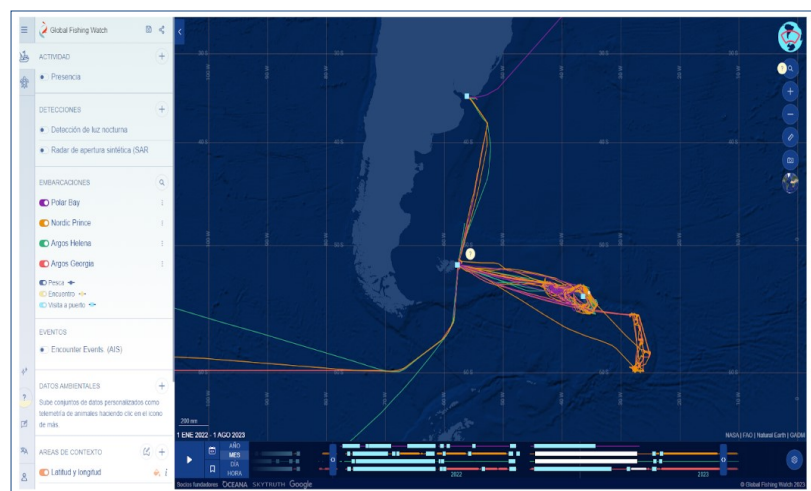 Global Fishing Watch
ACTIVIDAD
Presencia
DETECCIONES
Detección de luz nocturna
Radar de apertura sintética (SAR
EMBARCACIONES
Polar Bay
Nordic Prince
Argos Helena
Argos Georgia
Pesca
Encuentro
Visita a puerto
EVENTOS
Encounter Events. (AIS)
DATOS AMBIENTALES
Sube conjuntos de datos personalizados como
telemetría de animales haciendo clic en el icono
de más.
ÁREAS DE CONTEXTO
Latitud y longitud
200 nm
1 ENE 2022 - 1 AGO 2023
NASA | FAO | Natural Earth | GADM
AÑO
MES
DÍA
HORA
2022
2023
Socios fundadores OCEANA SKYTRUTH Google
© Global Fishing Watch 2023